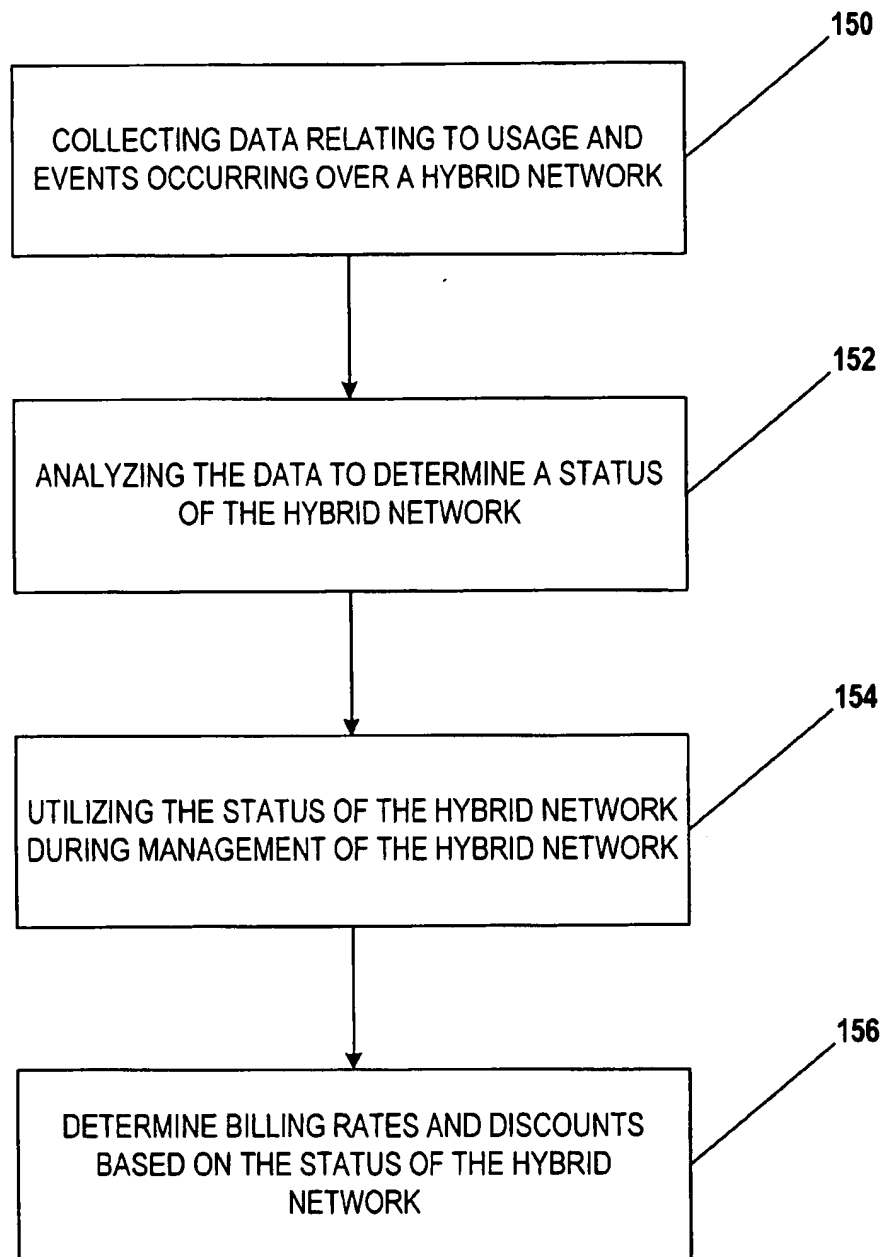 150
COLLECTING DATA RELATING TO USAGE AND
EVENTS OCCURRING OVER A HYBRID NETWORK
152
ANALYZING THE DATA TO DETERMINE A STATUS
OF THE HYBRID NETWORK
154
UTILIZING THE STATUS OF THE HYBRID NETWORK
DURING MANAGEMENT OF THE HYBRID NETWORK
156
DETERMINE BILLING RATES AND DISCOUNTS
BASED ON THE STATUS OF THE HYBRID
NETWORK